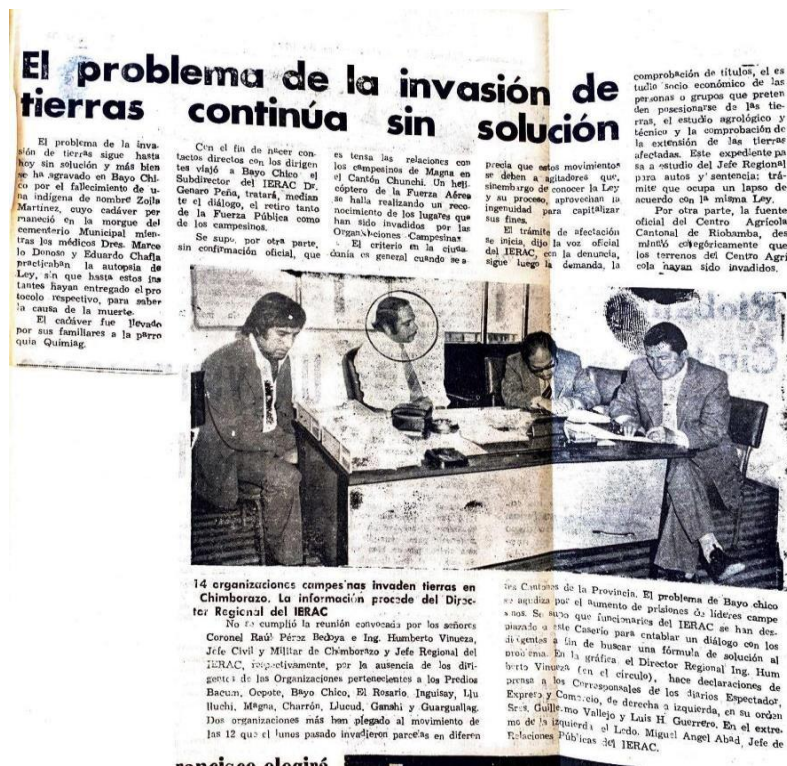 El problema de la invasión de
tierras continúa sin solución
El problema de la inva-
sión de tierras sigue hasta
hoy sin solución y más bien
se ha agravado en Bayo Chi-
co por el fallecimiento de u-
na indígena de nombre Zoila
Martínez, cuyo cadáver per
maneció en la morgue del
cementerio Municipal mien-
tras los médicos Dres. Marce
lo Donoso y Eduardo Chafla
practicaban la autopsia de
Ley, sin que hasta estos ins
tantes hayan entregado el pro
tocolo respectivo, para saber
la causa de la muerte.
El cadáver fue llevado
por sus familiares a la parro
quia Químiag.
Con el fin de hacer con-
tactos directos con los dirigen
tes viajó a Bayo Chico el
Subdirector del IERAC Dr.
Genaro Peña, tratará, median
te el diálogo, el retiro tanto
de la Fuerza Pública como
de los campesinos.
Se supo, por otra parte,
sin confirmación oficial, que
es tensa las relaciones con
los campesinos de Magna en
el Cantón Chunchi. Un heli-
cóptero de la Fuerza Aérea
se halla realizando un reco-
nocimiento de los lugares que
han sido invadidos por las
Organizaciones Campesinas
El criterio en la ciuda-
danía es general cuando se a-
precia que estos movimientos
se deben a agitadores que,
sinembargo de conocer la Ley
y su proceso, aprovechan la
ingenuidad para capitalizar
sus fines.
El trámite de afectación
se inicia, dijo la voz oficial
del IERAC, con la denuncia,
sigue luego la demanda, la
comprobación de títulos, el es
tudio socio económico de las
personas o grupos que preten
den posesionarse de las tie-
rras, el estudio agrológico y
técnico y la comprobación de
la extensión de las tierras
afectadas. Este expediente pa
sa a estudio del Jefe Regional
para autos y sentencia; trá-
mite que ocupa un lapso de
acuerdo con la misma Ley.
Por otra parte, la fuente
oficial del Centro Agrícola
Cantonal de Riobamba, des
mintió categóricamente que
los terrenos del Centro Agrí
cola hayan sido invadidos.
14 organizaciones campesinas invaden tierras en
Chimborazo. La información procede del Direc-
tor Regional del IERAC
No se cumplió la reunión convocada por los señores
Coronel Raúl Pérez Bedoya e Ing. Humberto Vinueza,
Jefe Civil y Militar de Chimborazo y Jefe Regional del
IERAC, respectivamente, por la ausencia de los diri-
gentes de las Organizaciones pertenecientes a los Predios
Bacum, Ocpote, Bayo Chico, El Rosario, Inguisay, Llu
lluchi, Magna, Charrón, Llucud, Ganshi y Guarguallag.
Dos organizaciones más han plegado al movimiento de
las 12 que el lunes pasado invadieron parcelas en diferen
tes Cantones de la Provincia. El problema de Bayo chico
se agudiza por el aumento de prisiones de líderes campe
sinos. Se supo que funcionarios del IERAC se han des-
plazado a este Caserío para entablar un diálogo con los
dirigentes a fin de buscar una fórmula de solución al
problema. En la gráfica, el Director Regional Ing. Hum
berto Vinueza (en el círculo), hace declaraciones de
prensa a los Corresponsales de los diarios Espectador,
Expreso y Comercio, de derecha a izquierda, en su orden
Sres. Guillermo Vallejo y Luis H. Guerrero. En el extre-
mo de la izquierda el Lcdo. Miguel Angel Abad, Jefe de
Relaciones Públicas del IERAC.